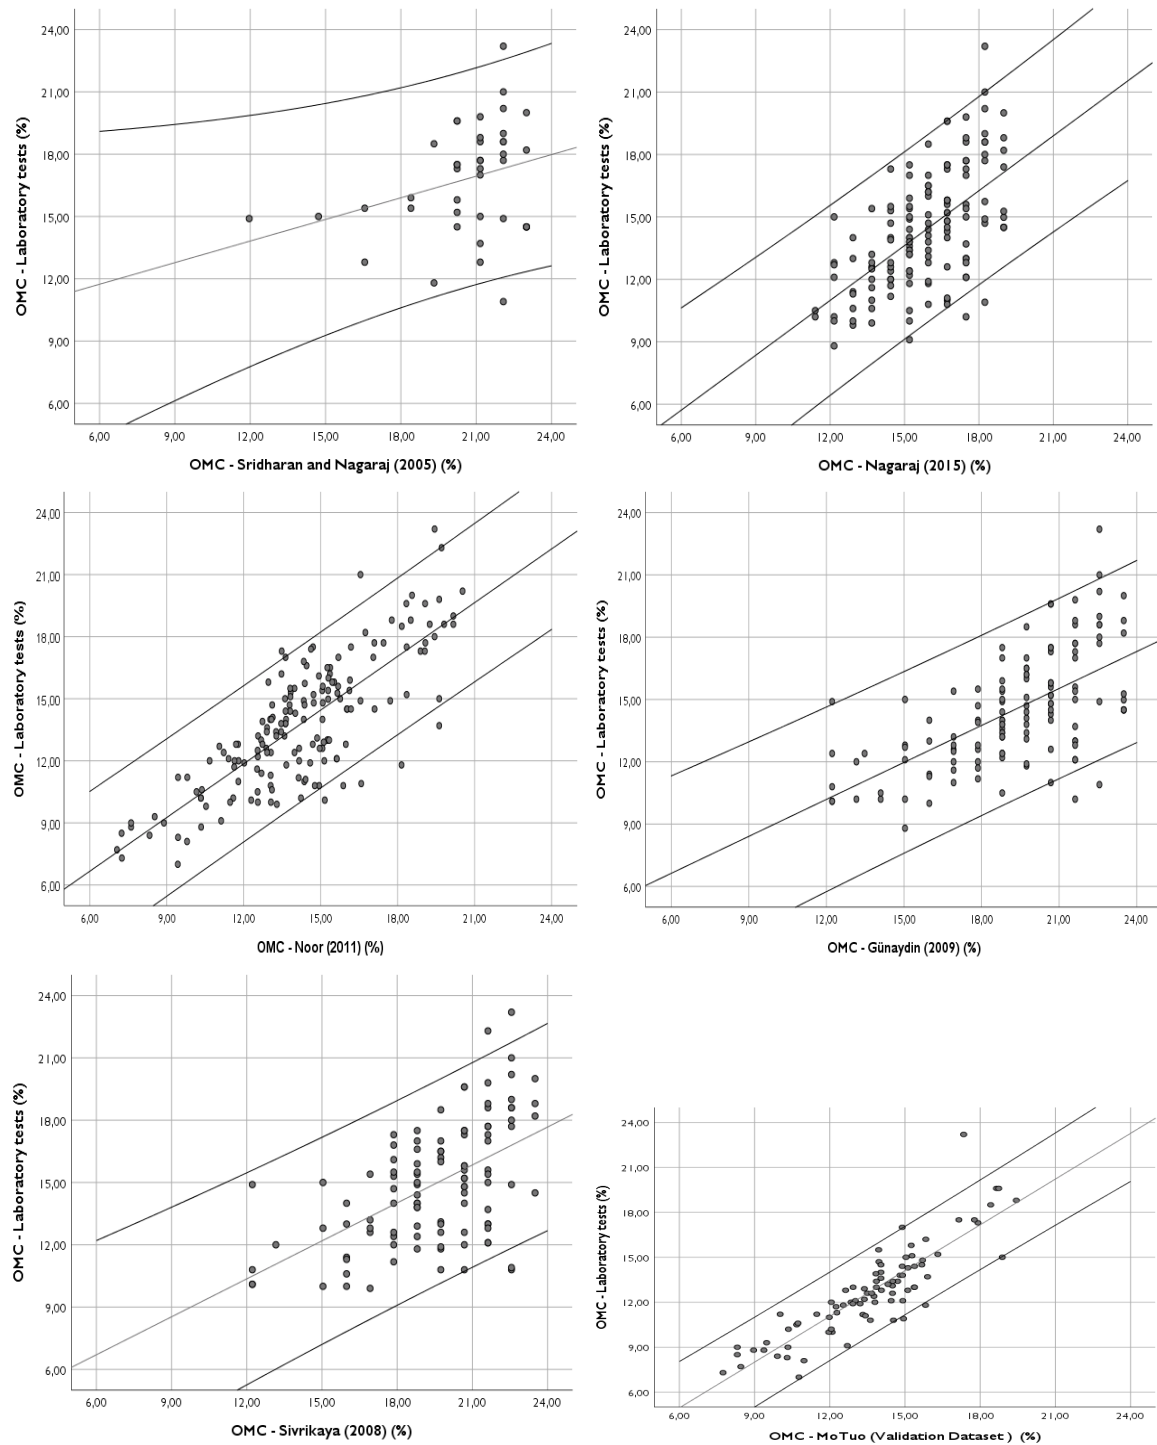 24,00
21,00
18,00
15,00
12,00
9,00
6,00
OMC - Laboratory tests (%)
6,00 9,00 12,00 15,00 18,00 21,00 24,00
OMC - Sridharan and Nagaraj (2005) (%)
24,00
21,00
18,00
15,00
12,00
9,00
6,00
OMC - Laboratory tests (%)
6,00 9,00 12,00 15,00 18,00 21,00 24,00
OMC - Nagaraj (2015) (%)
24,00
21,00
18,00
15,00
12,00
9,00
6,00
OMC - Laboratory tests (%)
6,00 9,00 12,00 15,00 18,00 21,00 24,00
OMC - Noor (2011) (%)
24,00
21,00
18,00
15,00
12,00
9,00
6,00
OMC - Laboratory tests (%)
6,00 9,00 12,00 15,00 18,00 21,00 24,00
OMC - Günaydin (2009) (%)
24,00
21,00
18,00
15,00
12,00
9,00
6,00
OMC - Laboratory tests (%)
6,00 9,00 12,00 15,00 18,00 21,00 24,00
OMC - Sivrikaya (2008) (%)
24,00
21,00
18,00
15,00
12,00
9,00
6,00
OMC - Laboratory tests (%)
6,00 9,00 12,00 15,00 18,00 21,00 24,00
OMC - MoTuo (Validation Dataset ) (%)